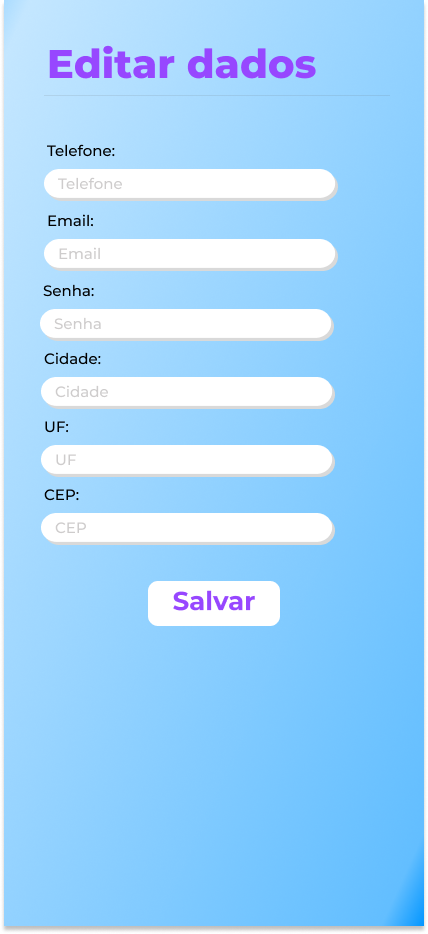 Editar dados
Telefone:
Telefone
Email:
Email
Senha:
Senha
Cidade:
Cidade
UF:
UF
CEP:
CEP
Salvar